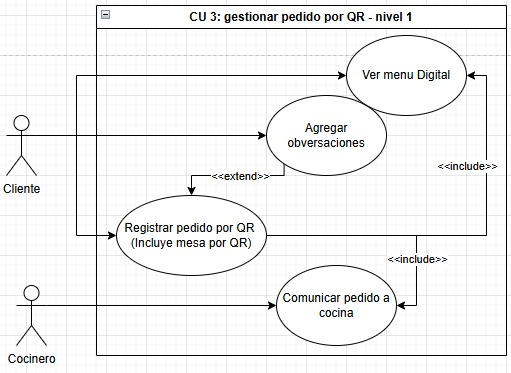 CU 3: gestionar pedido por QR - nivel 1
Ver menu Digital
Agregar
obversaciones
<<include>>
Cliente
<<extend>>
Registrar pedido por QR
(Incluye mesa por QR)
<<include>>
Comunicar pedido a
cocina
Cocinero